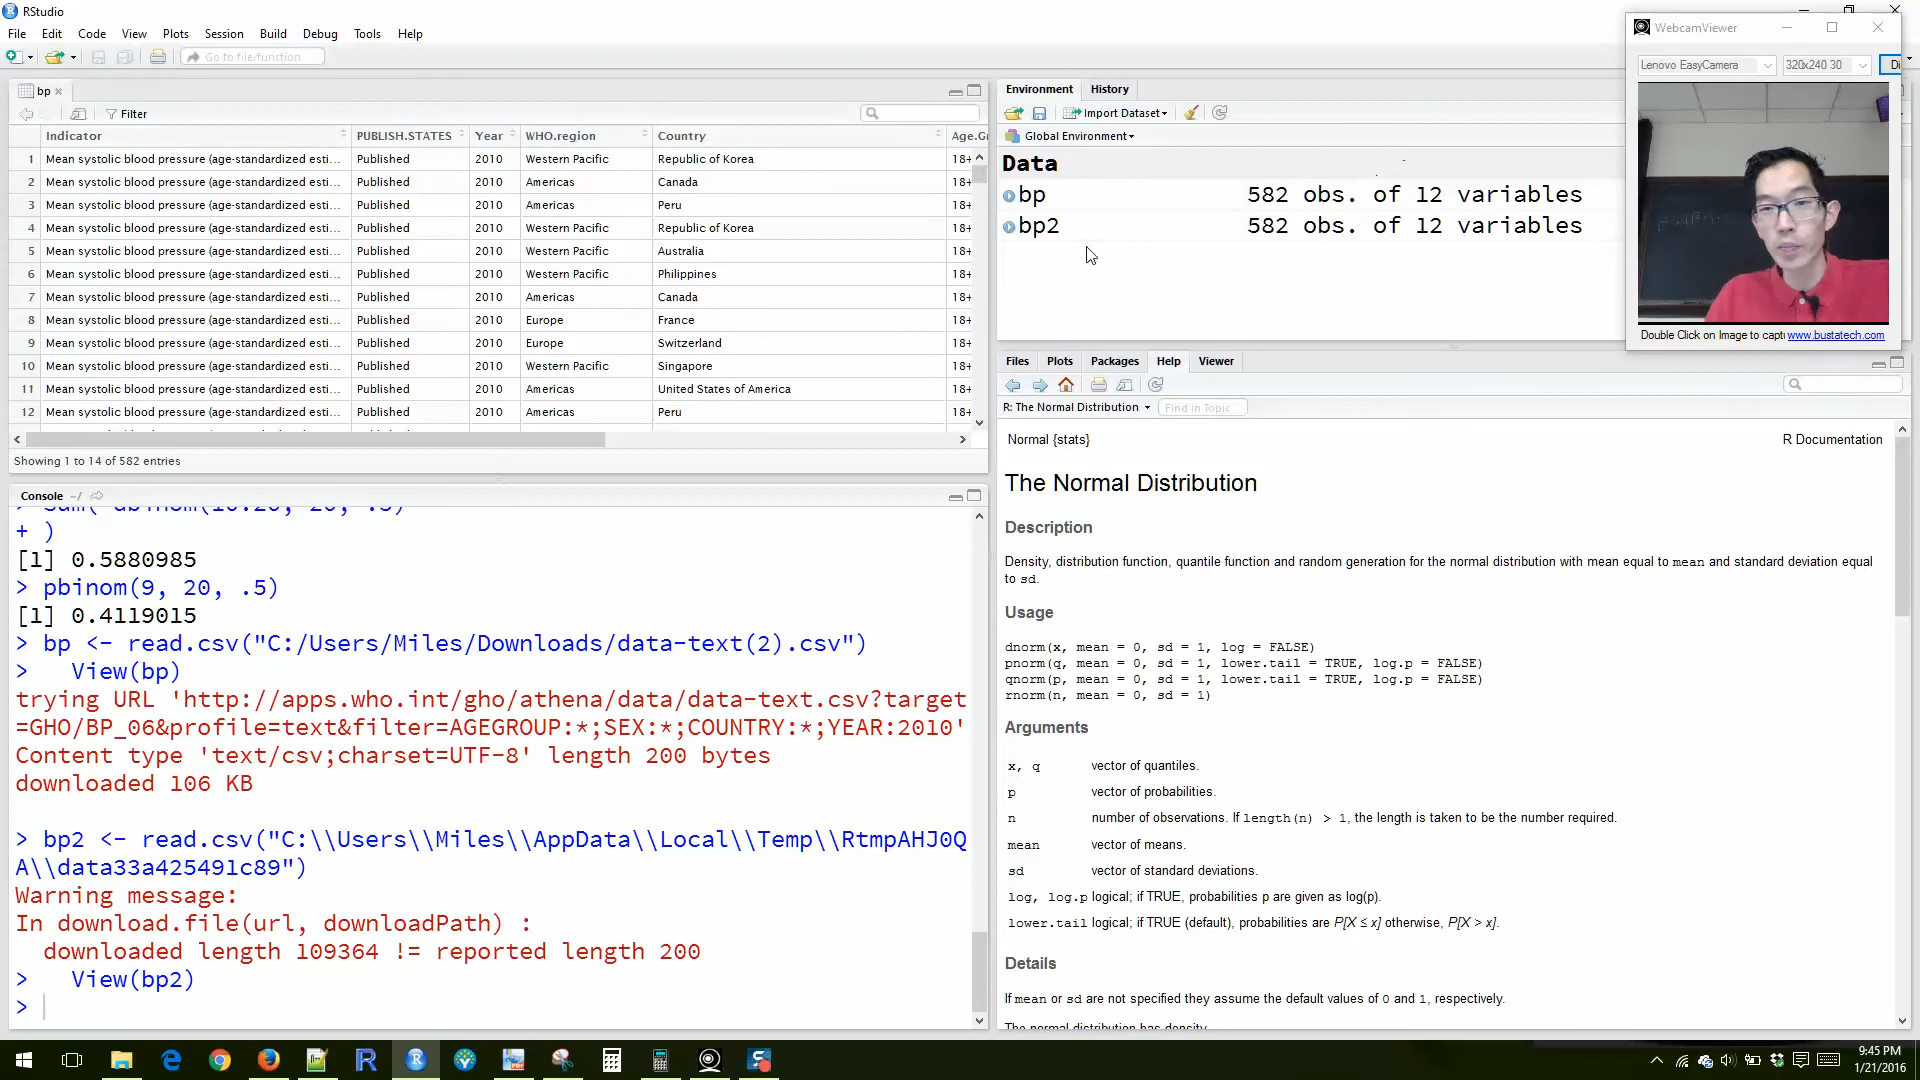 RStudio
File Edit Code View Plots Session Build Debug Tools Help
Go to file/function
bp
Filter
Indicator PUBLISH.STATES Year WHO.region Country Age.Gr
1 Mean systolic blood pressure (age-standardized esti... Published 2010 Western Pacific Republic of Korea 18+
2 Mean systolic blood pressure (age-standardized esti... Published 2010 Americas Canada 18+
3 Mean systolic blood pressure (age-standardized esti... Published 2010 Americas Peru 18+
4 Mean systolic blood pressure (age-standardized esti... Published 2010 Western Pacific Republic of Korea 18+
5 Mean systolic blood pressure (age-standardized esti... Published 2010 Western Pacific Australia 18+
6 Mean systolic blood pressure (age-standardized esti... Published 2010 Western Pacific Philippines 18+
7 Mean systolic blood pressure (age-standardized esti... Published 2010 Americas Canada 18+
8 Mean systolic blood pressure (age-standardized esti... Published 2010 Europe France 18+
9 Mean systolic blood pressure (age-standardized esti... Published 2010 Europe Switzerland 18+
10 Mean systolic blood pressure (age-standardized esti... Published 2010 Western Pacific Singapore 18+
11 Mean systolic blood pressure (age-standardized esti... Published 2010 Americas United States of America 18+
12 Mean systolic blood pressure (age-standardized esti... Published 2010 Americas Peru 18+
Showing 1 to 14 of 582 entries
Console ~/
> sum( dbinom(10:20, 20, .5)
+ )
[1] 0.5880985
> pbinom(9, 20, .5)
[1] 0.4119015
> bp <- read.csv("C:/Users/Miles/Downloads/data-text(2).csv")
>   View(bp)
trying URL 'http://apps.who.int/gho/athena/data/data-text.csv?target
=GHO/BP_06&profile=text&filter=AGEGROUP:*;SEX:*;COUNTRY:*;YEAR:2010'
Content type 'text/csv;charset=UTF-8' length 200 bytes
downloaded 106 KB
> bp2 <- read.csv("C:\\Users\\Miles\\AppData\\Local\\Temp\\RtmpAHJ0Q
A\\data33a425491c89")
Warning message:
In download.file(url, downloadPath) :
  downloaded length 109364 != reported length 200
>   View(bp2)
>
Environment History
Import Dataset
Global Environment
Data
bp 582 obs. of 12 variables
bp2 582 obs. of 12 variables
WebcamViewer
Lenovo EasyCamera 320x240 30 Di
Double Click on Image to captu www.bustatech.com
Files Plots Packages Help Viewer
R: The Normal Distribution Find in Topic
Normal {stats} R Documentation
The Normal Distribution
Description
Density, distribution function, quantile function and random generation for the normal distribution with mean equal to mean and standard deviation equal
to sd.
Usage
dnorm(x, mean = 0, sd = 1, log = FALSE)
pnorm(q, mean = 0, sd = 1, lower.tail = TRUE, log.p = FALSE)
qnorm(p, mean = 0, sd = 1, lower.tail = TRUE, log.p = FALSE)
rnorm(n, mean = 0, sd = 1)
Arguments
x, q vector of quantiles.
p vector of probabilities.
n number of observations. If length(n) > 1, the length is taken to be the number required.
mean vector of means.
sd vector of standard deviations.
log, log.p logical; if TRUE, probabilities p are given as log(p).
lower.tail logical; if TRUE (default), probabilities are P[X ≤ x] otherwise, P[X > x].
Details
If mean or sd are not specified they assume the default values of 0 and 1, respectively.
The normal distribution has density
9:45 PM
1/21/2016